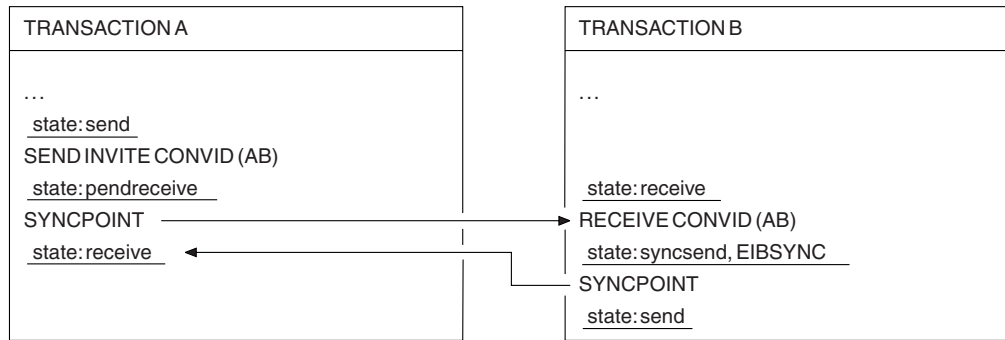 TRANSACTION A
...
state: send
SEND INVITE CONVID (AB)
state: pendreceive
SYNCPOINT
state: receive
TRANSACTION B
...
state: receive
RECEIVE CONVID (AB)
state: syncsend, EIBSYNC
SYNCPOINT
state: send